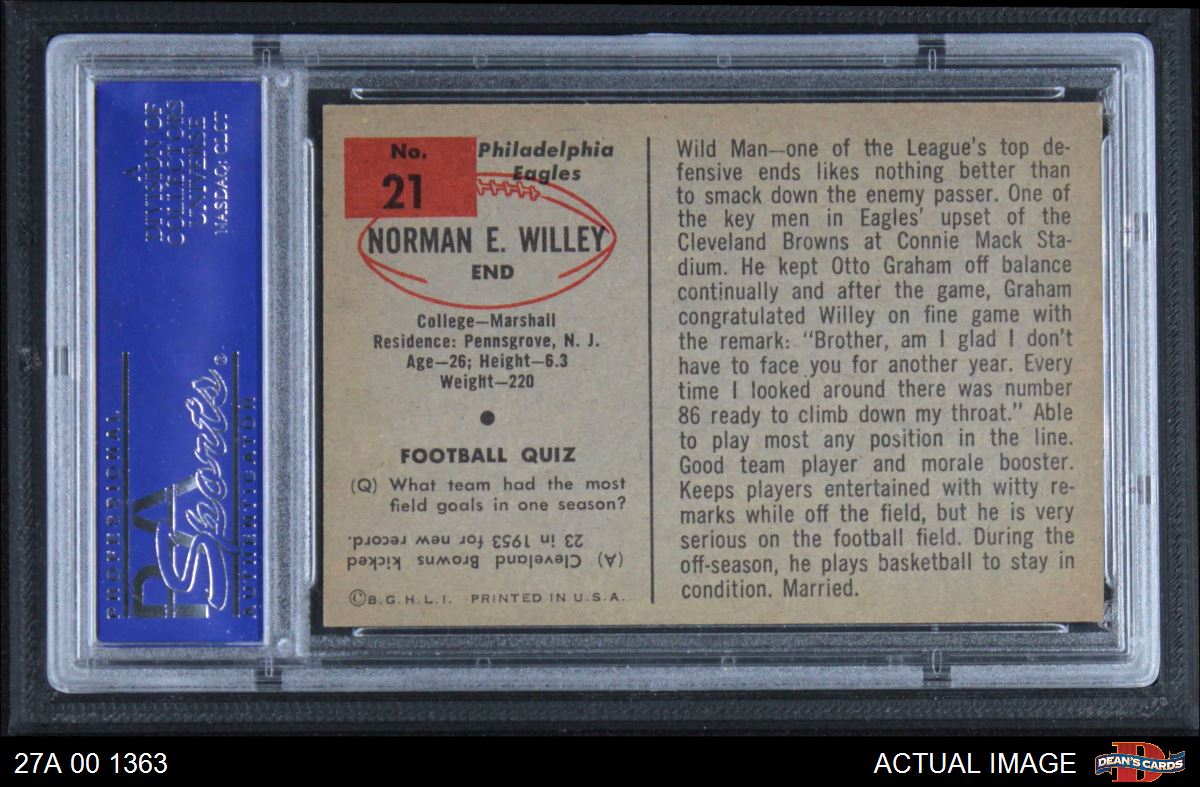 A
DIVISION OF
COLLECTORS
UNIVERSE
NASDAQ: CLCT
PROFESSIONAL
PSA
Sports®
AUTHENTICATOR
No.
21
Philadelphia
Eagles
NORMAN E. WILLEY
END
College—Marshall
Residence: Pennsgrove, N. J.
Age—26; Height—6.3
Weight—220
FOOTBALL QUIZ
(Q) What team had the most
field goals in one season?
(A) Cleveland Browns kicked
23 in 1953 for new record.
©B.G.H.L.I. PRINTED IN U.S.A.
Wild Man—one of the League's top de-
fensive ends likes nothing better than
to smack down the enemy passer. One of
the key men in Eagles' upset of the
Cleveland Browns at Connie Mack Sta-
dium. He kept Otto Graham off balance
continually and after the game, Graham
congratulated Willey on fine game with
the remark: "Brother, am I glad I don't
have to face you for another year. Every
time I looked around there was number
86 ready to climb down my throat." Able
to play most any position in the line.
Good team player and morale booster.
Keeps players entertained with witty re-
marks while off the field, but he is very
serious on the football field. During the
off-season, he plays basketball to stay in
condition. Married.
27A 00 1363
ACTUAL IMAGE
D
DEAN'S CARDS